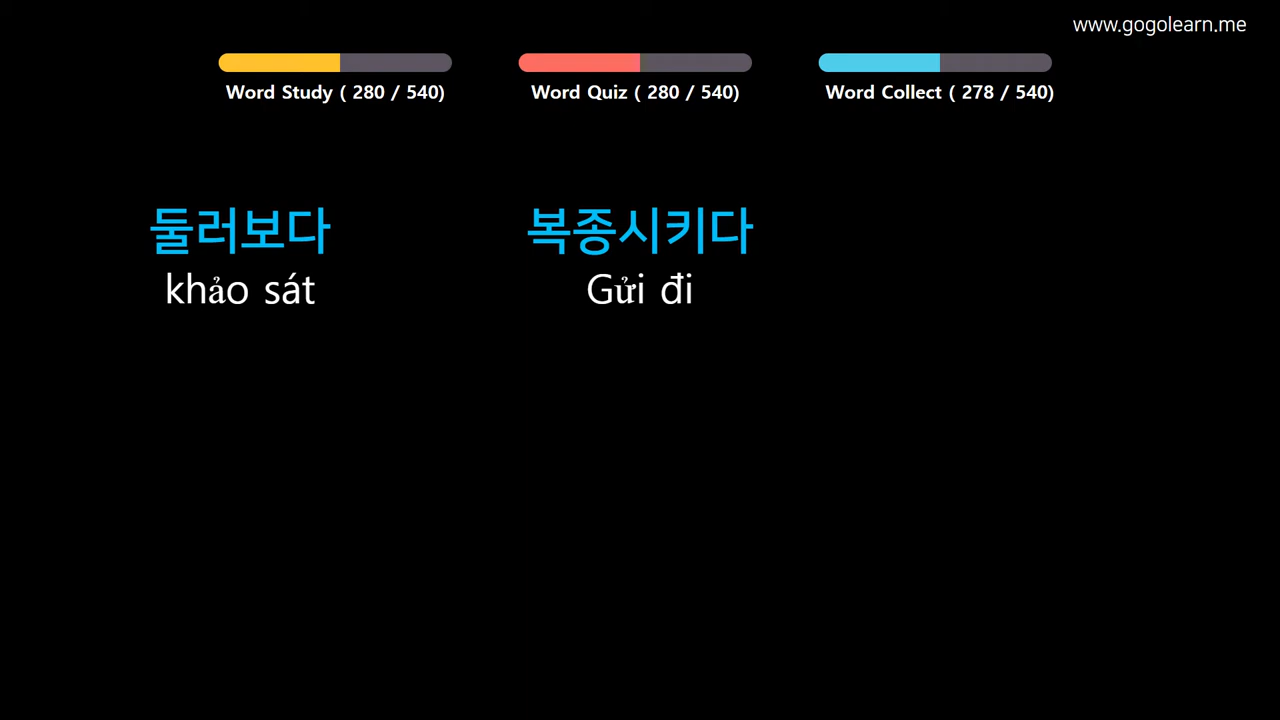 www.gogolearn.me
Word Study ( 280 / 540)
Word Quiz ( 280 / 540)
Word Collect ( 278 / 540)
둘러보다
khảo sát
복종시키다
Gửi đi